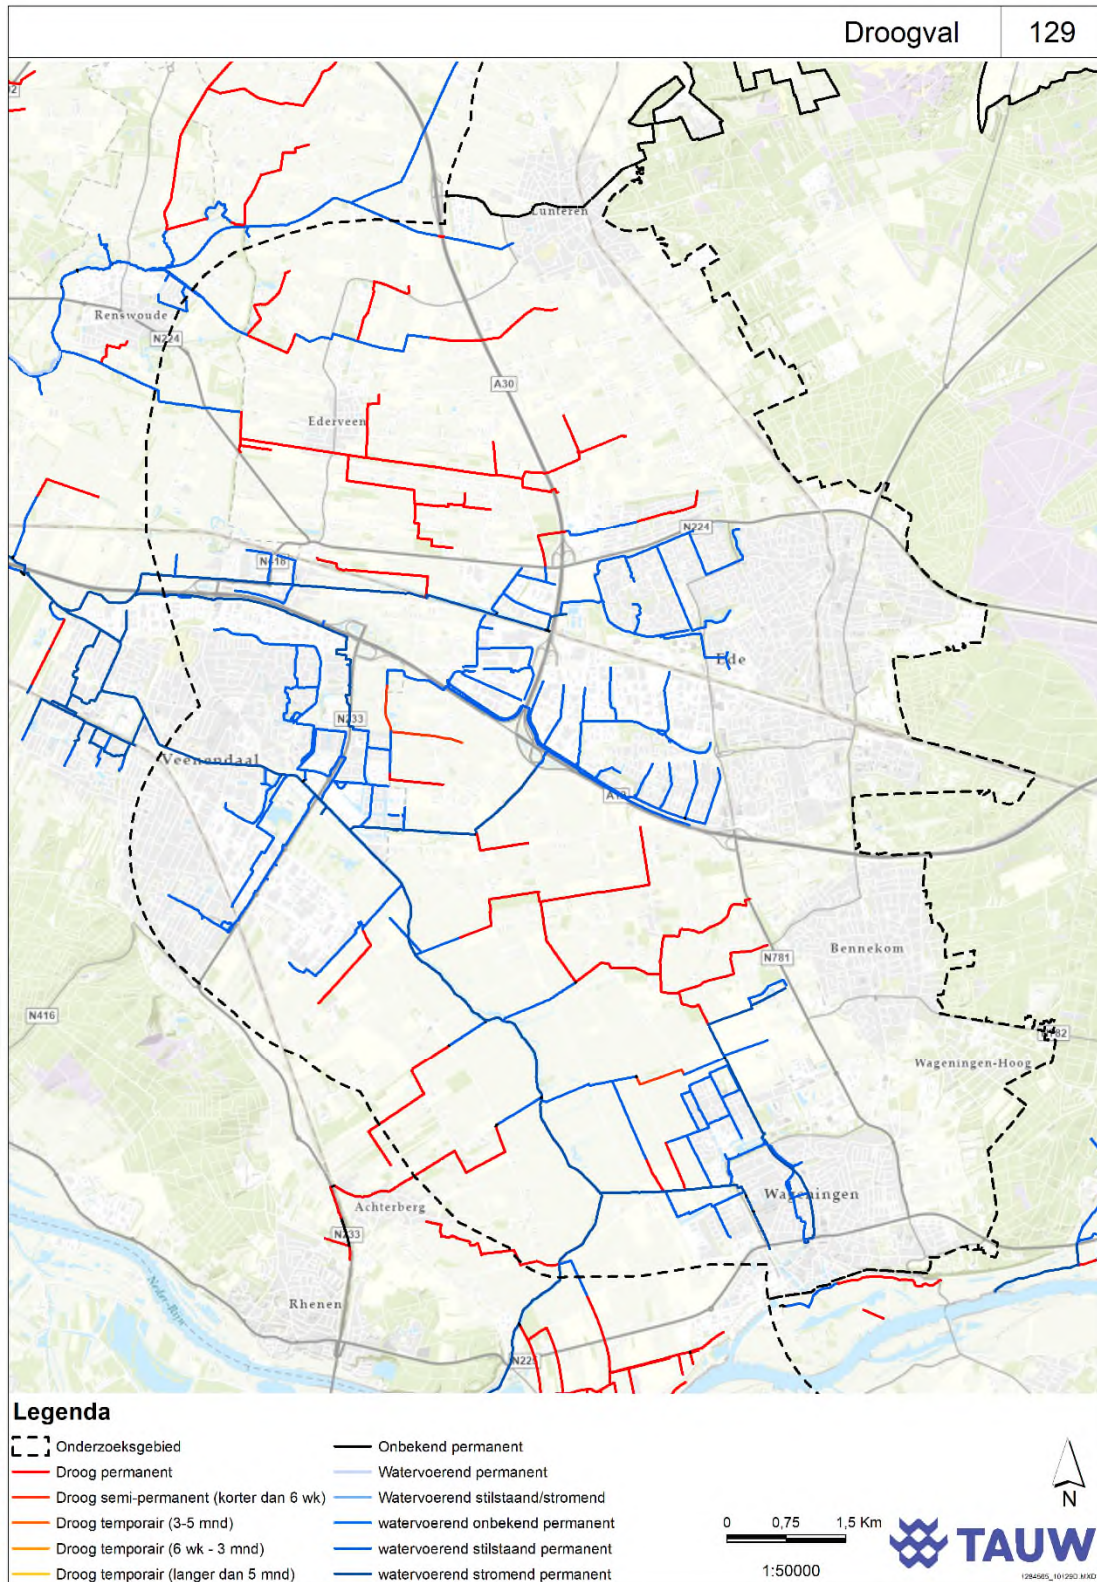 Droogval 129
Lunteren
Renswoude
N224
A30
Ederveen
N224
N416
Ede
N233
Veenendaal
A12
Bennekom
N781
N416
N782
Wageningen-Hoog
Wageningen
Achterberg
N233
Neder-Rijn
Rhenen
N225
Legenda
Onderzoeksgebied
Droog permanent
Droog semi-permanent (korter dan 6 wk)
Droog temporair (3-5 mnd)
Droog temporair (6 wk - 3 mnd)
Droog temporair (langer dan 5 mnd)
Onbekend permanent
Watervoerend permanent
Watervoerend stilstaand/stromend
watervoerend onbekend permanent
watervoerend stilstaand permanent
watervoerend stromend permanent
0 0,75 1,5 Km
1:50000
N
TAUW